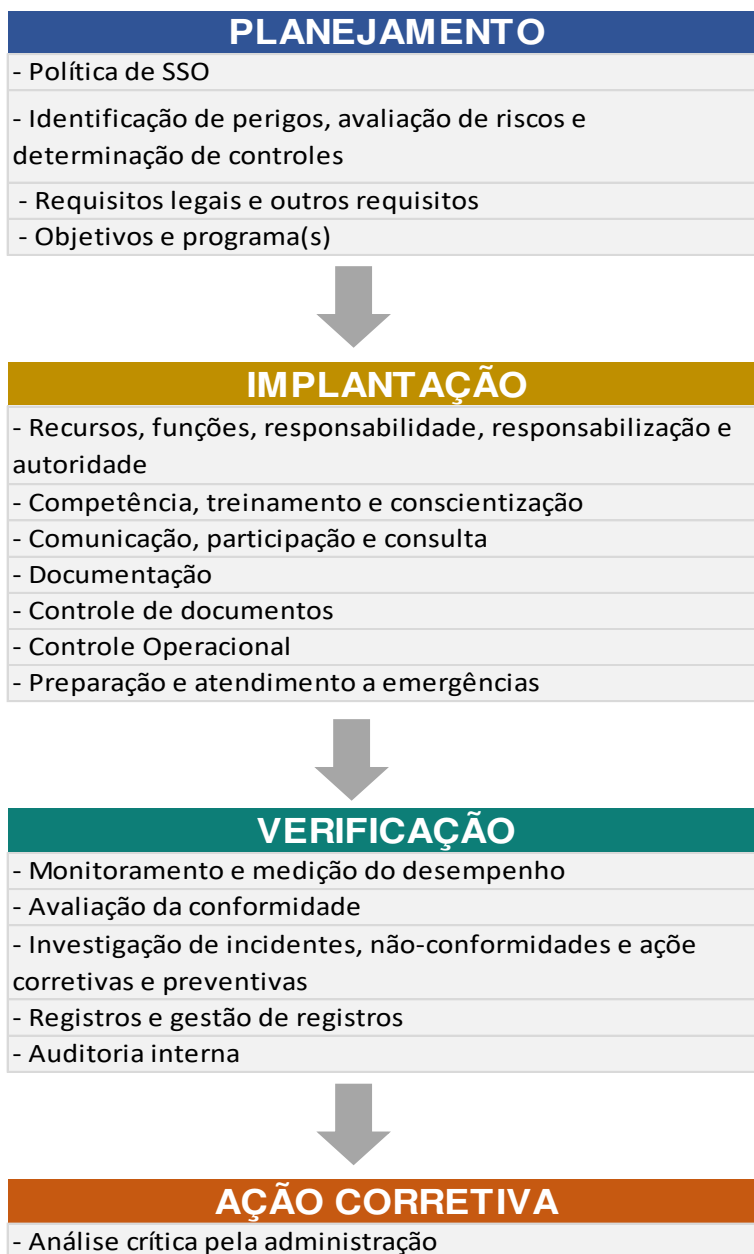 PLANEJAMENTO
- Política de SSO
- Identificação de perigos, avaliação de riscos e
determinação de controles
- Requisitos legais e outros requisitos
- Objetivos e programa(s)
IMPLANTAÇÃO
- Recursos, funções, responsabilidade, responsabilização e
autoridade
- Competência, treinamento e conscientização
- Comunicação, participação e consulta
- Documentação
- Controle de documentos
- Controle Operacional
- Preparação e atendimento a emergências
VERIFICAÇÃO
- Monitoramento e medição do desempenho
- Avaliação da conformidade
- Investigação de incidentes, não-conformidades e açõe
corretivas e preventivas
- Registros e gestão de registros
- Auditoria interna
AÇÃO CORRETIVA
- Análise crítica pela administração